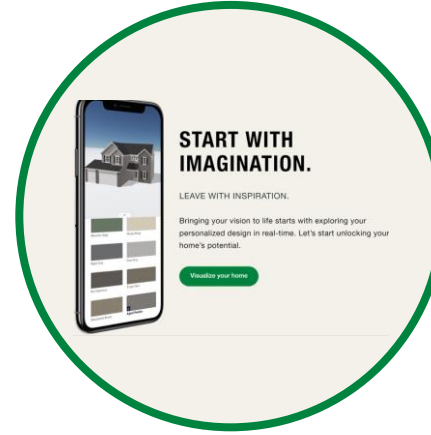 START WITH
IMAGINATION.
LEAVE WITH INSPIRATION.
Bringing your vision to life starts with exploring your
personalized design in real-time. Let's start unlocking your
home's potential.
Visualize your home